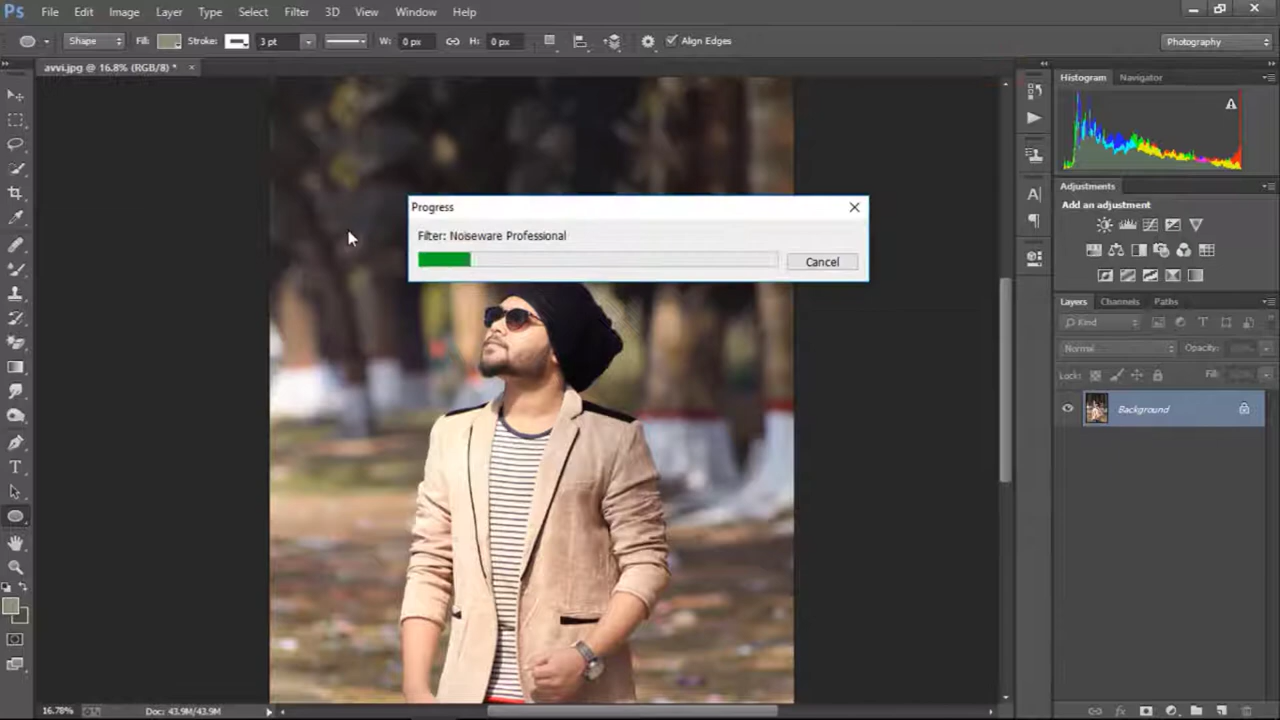 Ps File Edit Image Layer Type Select Filter 3D View Window Help
Shape Fill: Stroke: 3 pt W: 0 px H: 0 px Align Edges Photography
avvi.jpg @ 16.8% (RGB/8) *
Histogram Navigator
Progress
Filter: Noiseware Professional
Cancel
Adjustments
Add an adjustment
Layers Channels Paths
Kind
Normal Opacity:
Locks: Fill:
Background
16.78% Doc: 43.9M/43.9M